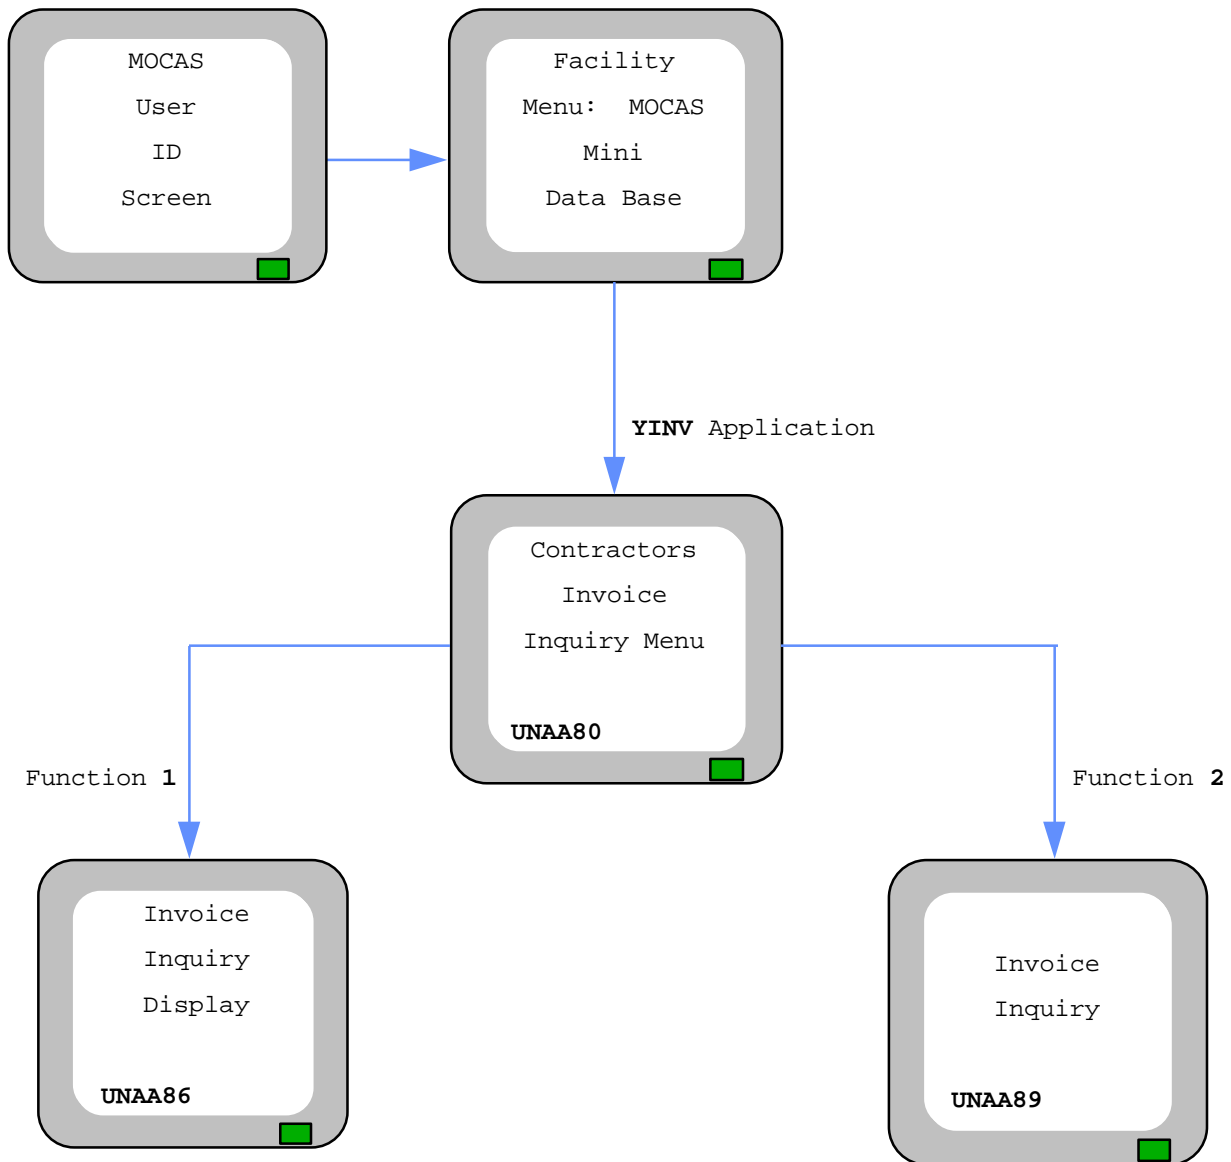 MOCAS
User
ID
Screen
Facility
Menu:  MOCAS
Mini
Data Base
YINV Application
Contractors
Invoice
Inquiry Menu
UNAA80
Function 1
Function 2
Invoice
Inquiry
Display
UNAA86
Invoice
Inquiry
UNAA89